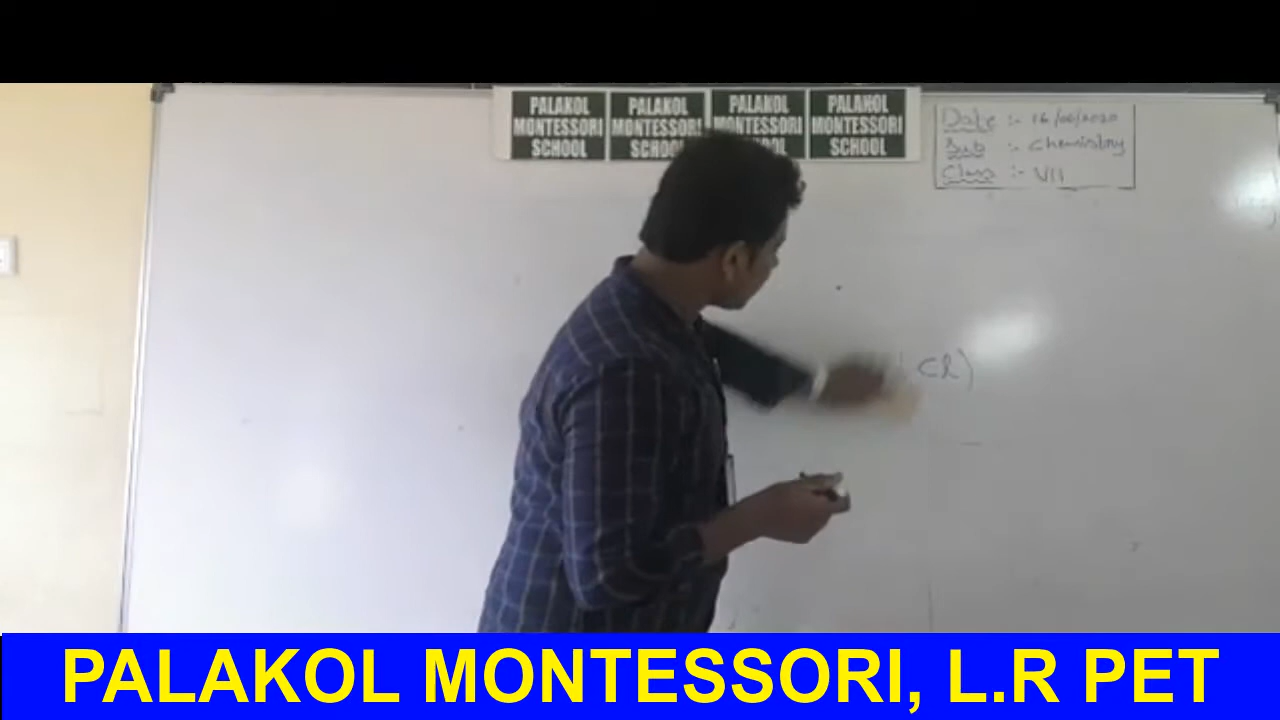 PALAKOL
MONTESSORI
SCHOOL
PALAKOL
MONTESSORI
SCHOOL
PALAKOL
MONTESSORI
PALAKOL
MONTESSORI
SCHOOL
Date :- 16/06/2020
Sub :- Chemistry
Class :- VII
Cl)
PALAKOL MONTESSORI, L.R PET